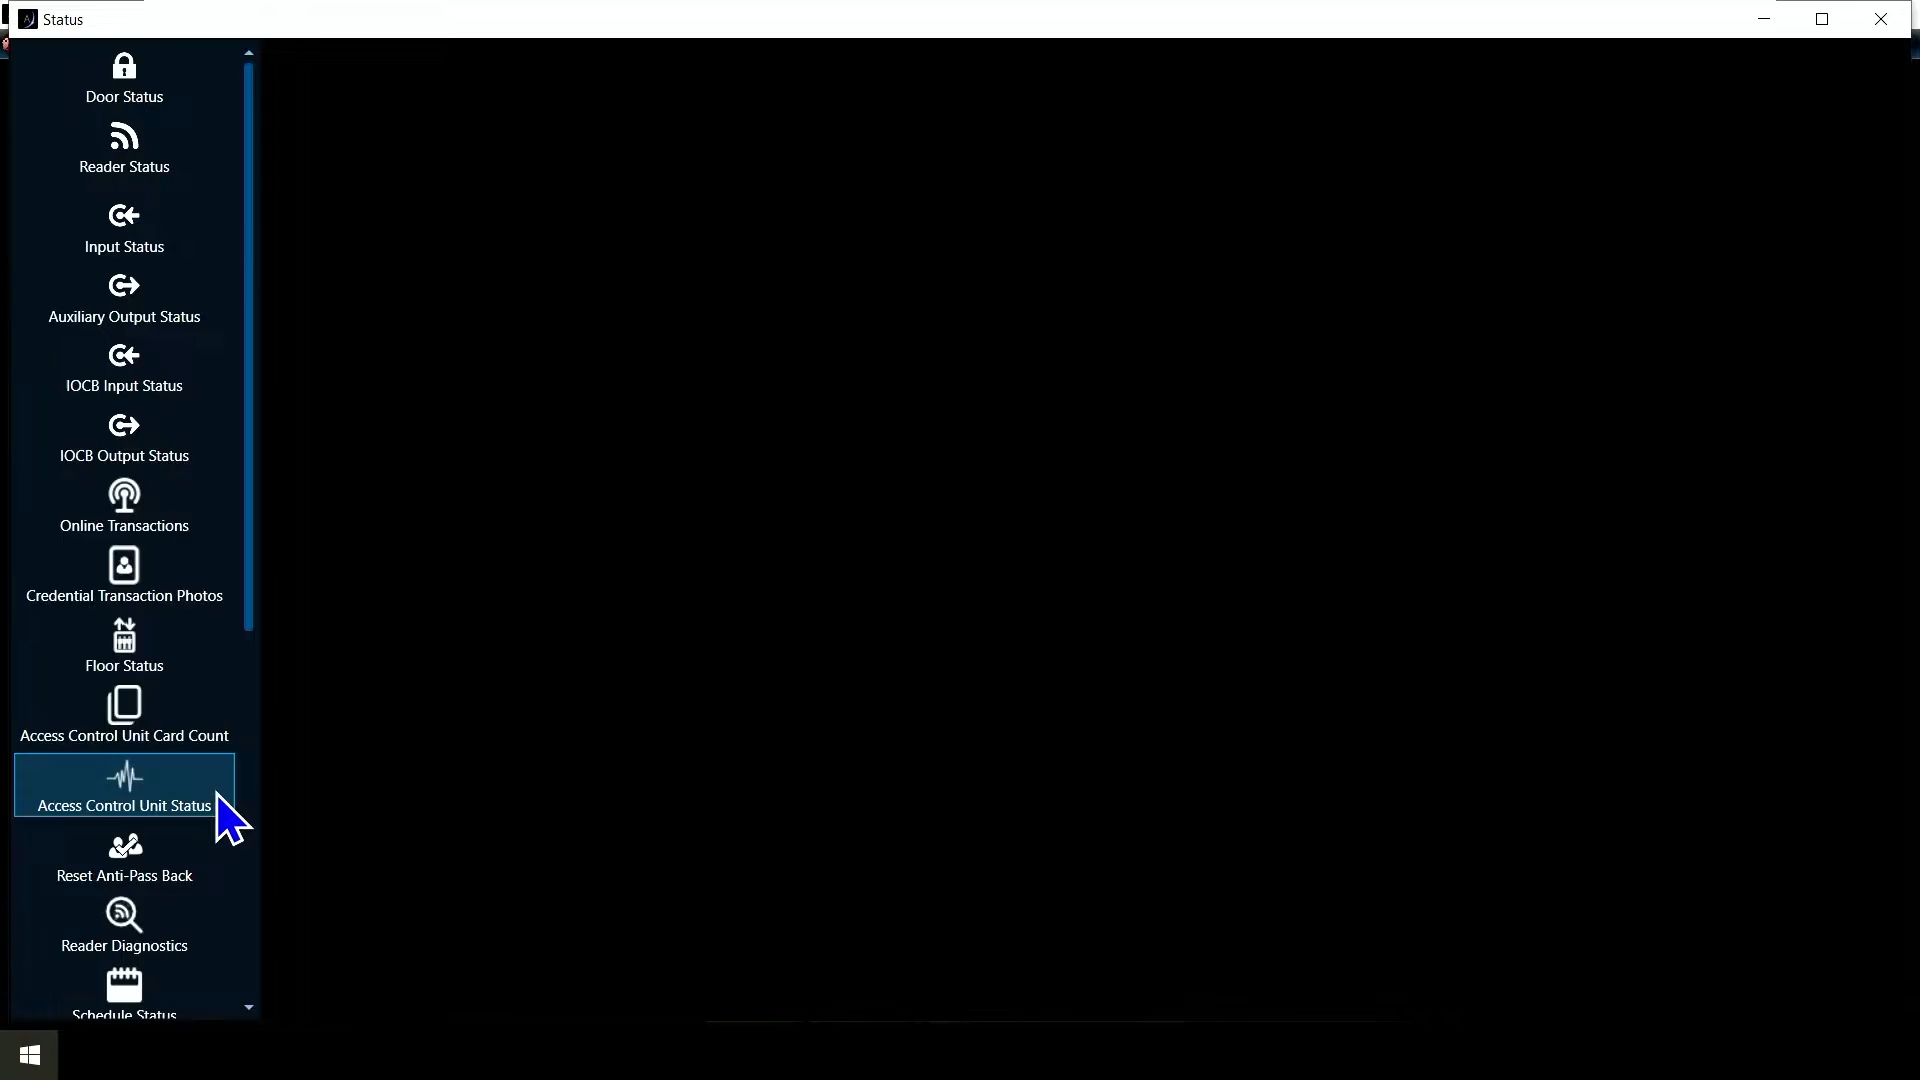 Status
Door Status
Reader Status
Input Status
Auxiliary Output Status
IOCB Input Status
IOCB Output Status
Online Transactions
Credential Transaction Photos
Floor Status
Access Control Unit Card Count
Access Control Unit Status
Reset Anti-Pass Back
Reader Diagnostics
Schedule Status